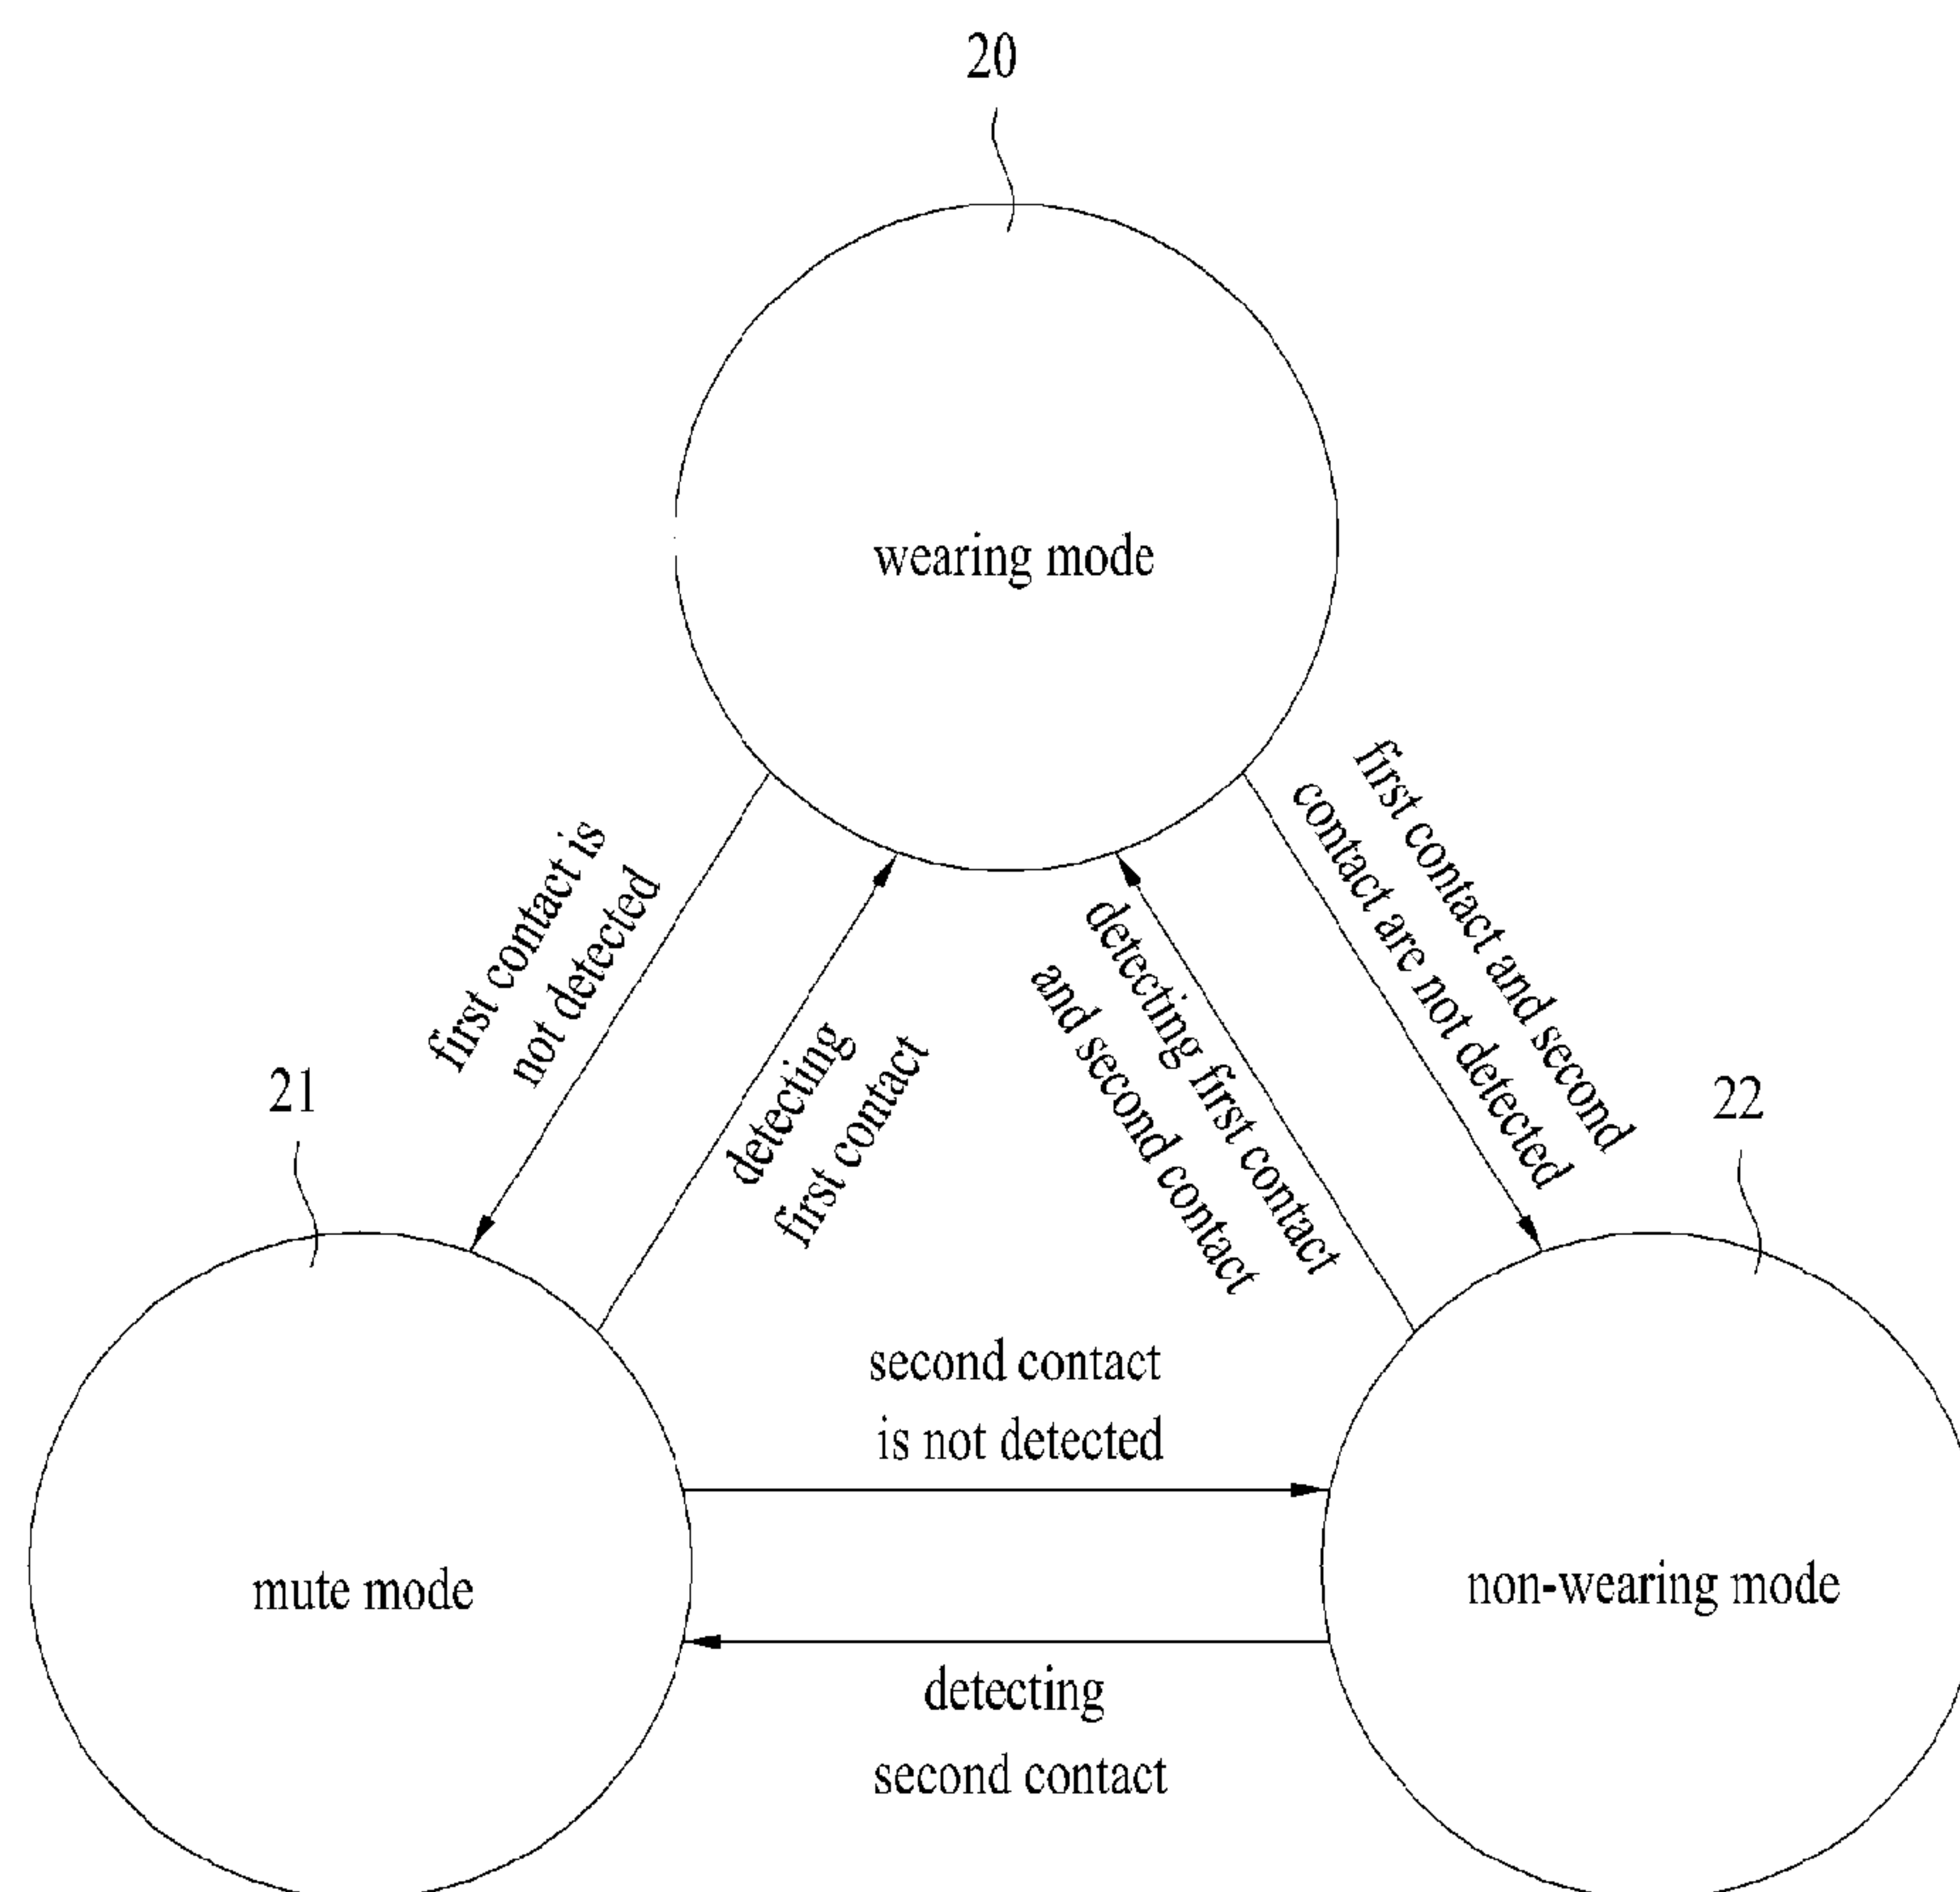 20
wearing mode
first contact is
not detected
detecting
first contact
detecting first contact
and second contact
first contact and second
contact are not detected
21
22
second contact
is not detected
mute mode
non-wearing mode
detecting
second contact